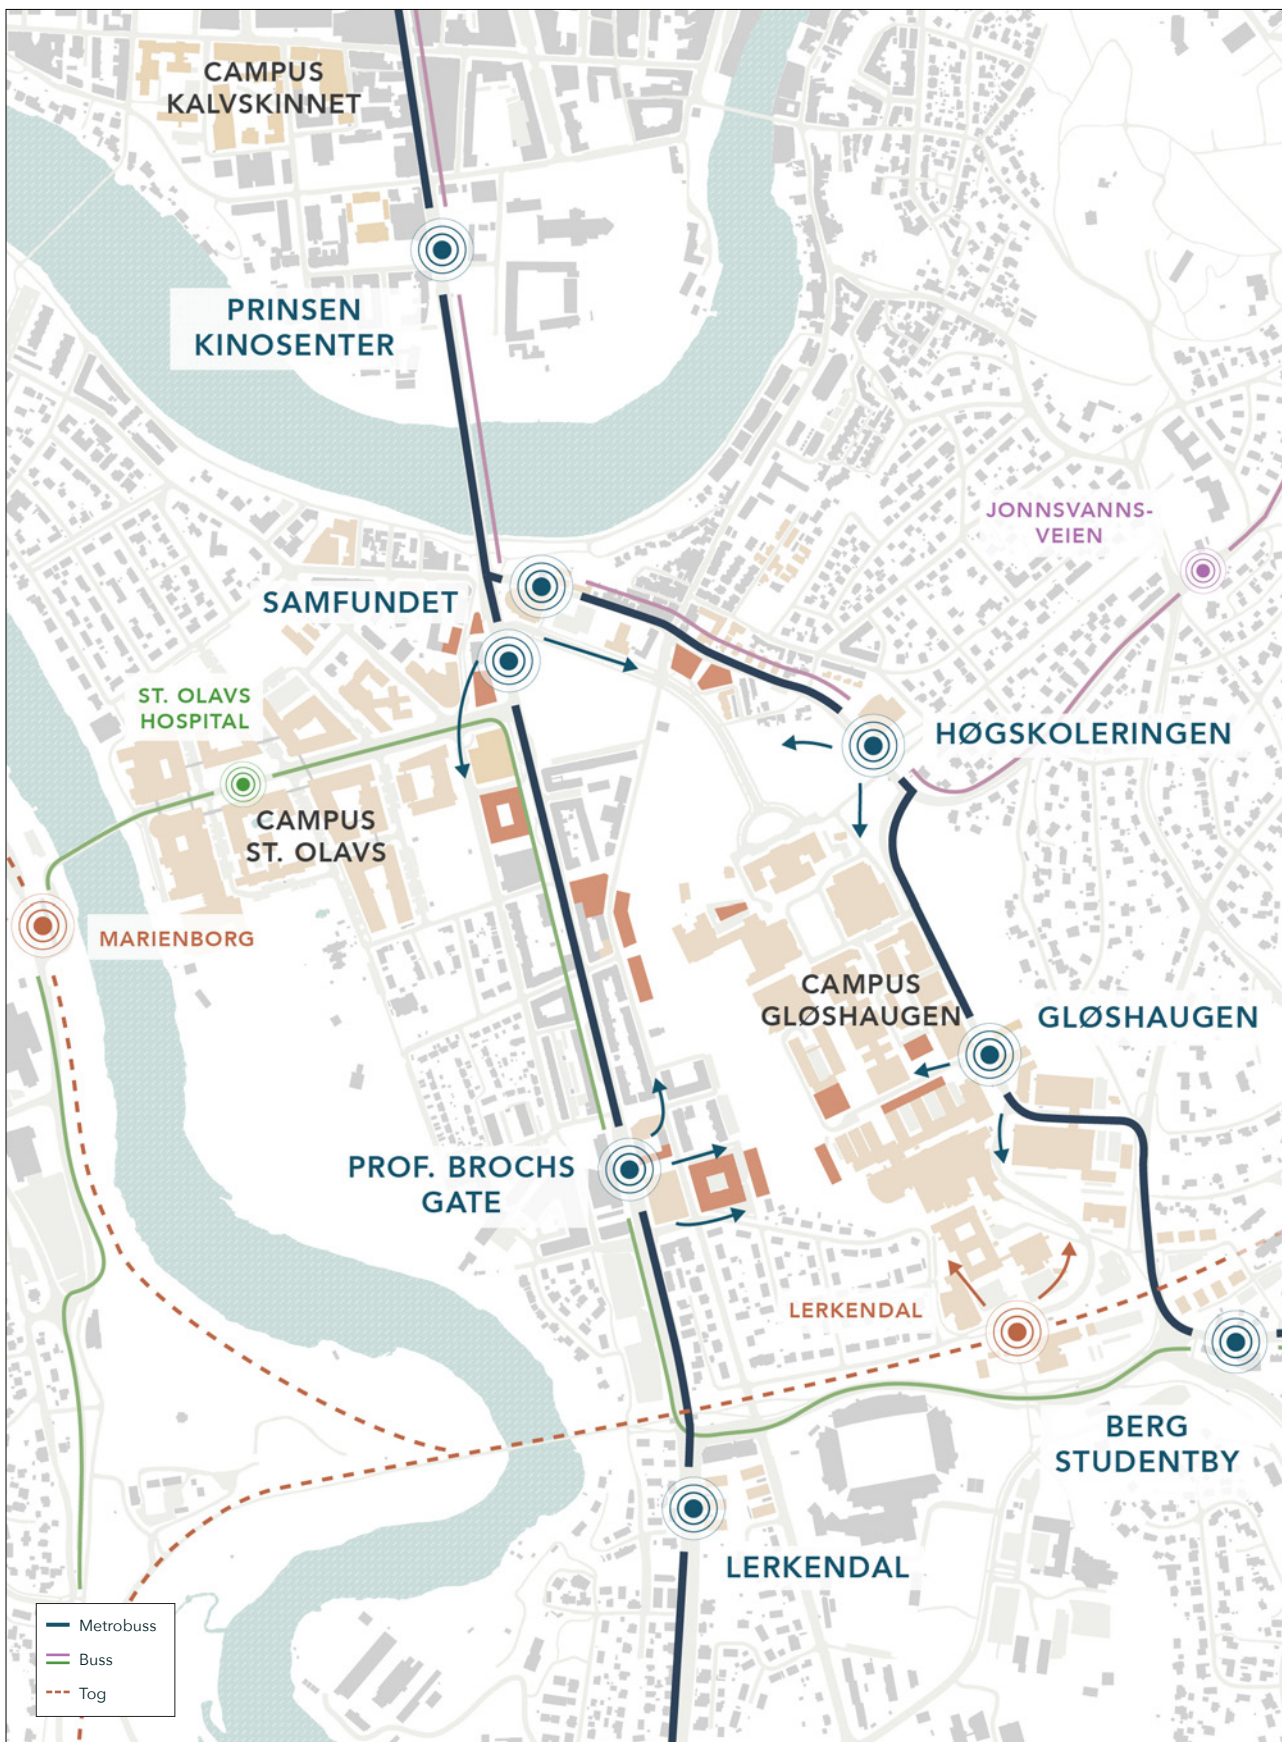 CAMPUS
KALVSKINNET
PRINSEN
KINOSENTER
JONNSVANNS-
VEIEN
SAMFUNDET
ST. OLAVS
HOSPITAL
HØGSKOLERINGEN
CAMPUS
ST. OLAVS
MARIENBORG
CAMPUS
GLØSHAUGEN
GLØSHAUGEN
PROF. BROCHS
GATE
LERKENDAL
BERG
STUDENTBY
LERKENDAL
Metrobuss
Buss
Tog